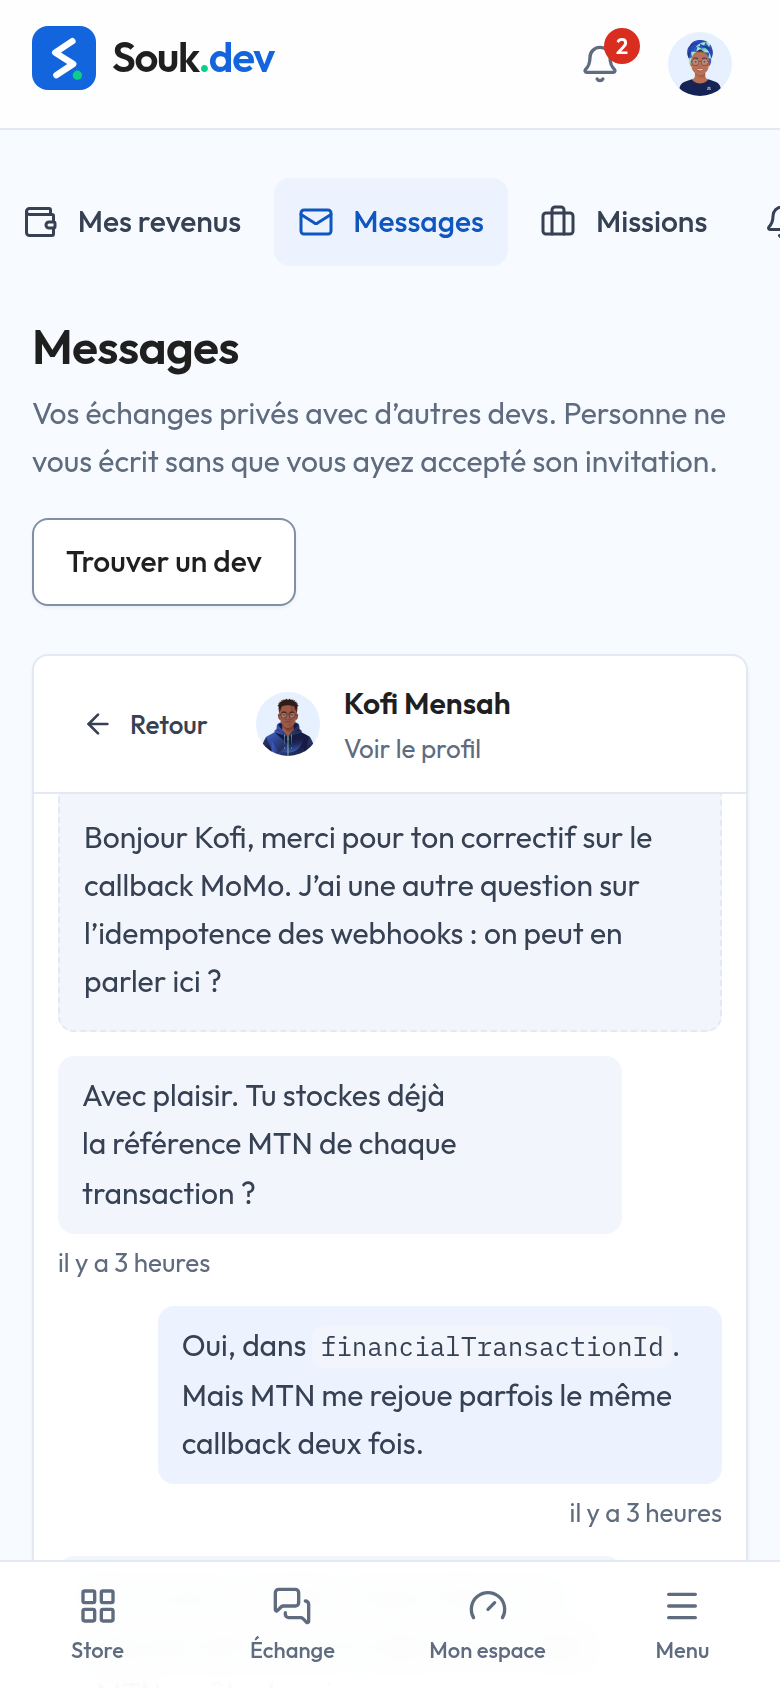 Souk.dev
2
Mes revenus
Messages
Missions
Messages
Vos échanges privés avec d’autres devs. Personne ne
vous écrit sans que vous ayez accepté son invitation.
Trouver un dev
Retour
Kofi Mensah
Voir le profil
Bonjour Kofi, merci pour ton correctif sur le
callback MoMo. J’ai une autre question sur
l’idempotence des webhooks : on peut en
parler ici ?
Avec plaisir. Tu stockes déjà
la référence MTN de chaque
transaction ?
il y a 3 heures
Oui, dans financialTransactionId.
Mais MTN me rejoue parfois le même
callback deux fois.
il y a 3 heures
Store
Échange
Mon espace
Menu